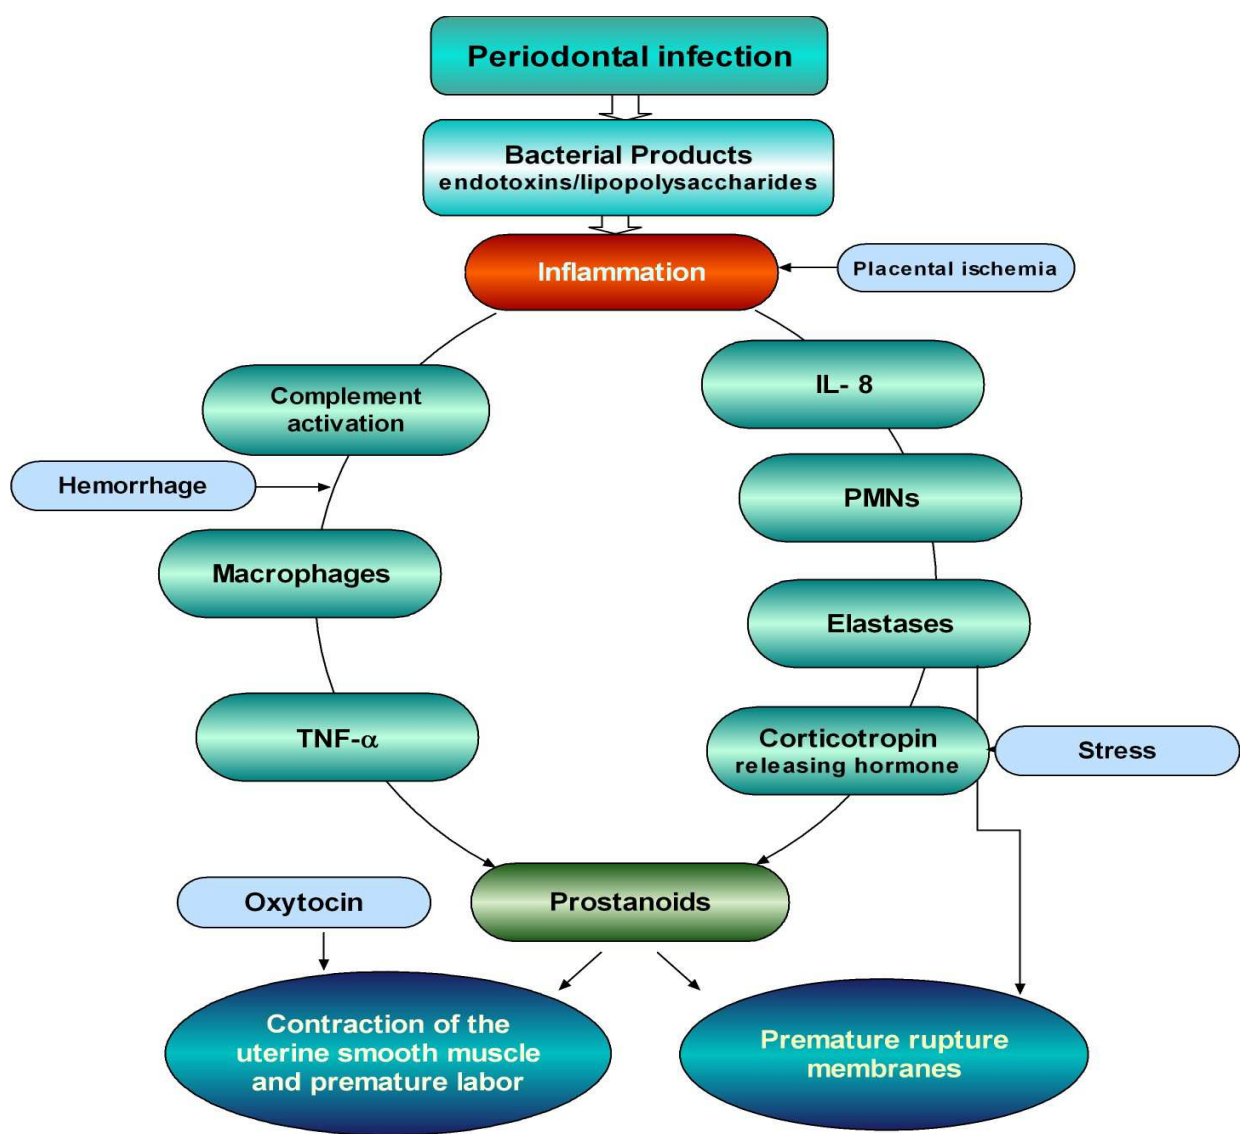 Periodontal infection
Bacterial Products
endotoxins/lipopolysaccharides
Inflammation
Placental ischemia
Complement
activation
IL- 8
Hemorrhage
PMNs
Macrophages
Elastases
TNF-α
Corticotropin
releasing hormone
Stress
Oxytocin
Prostanoids
Contraction of the
uterine smooth muscle
and premature labor
Premature rupture
membranes